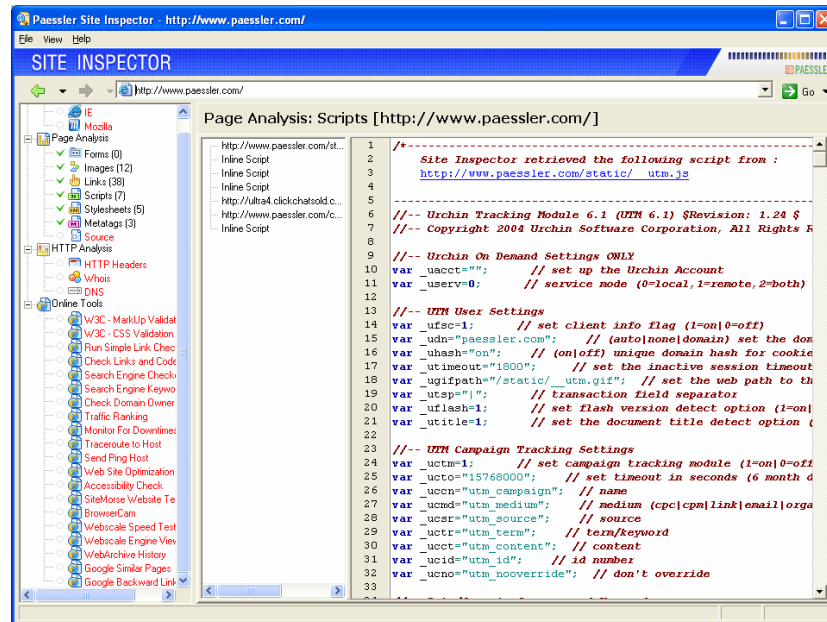 Paessler Site Inspector - http://www.paessler.com/
File View Help
SITE INSPECTOR
PAESSLE
http://www.paessler.com/
Go
IE
Mozilla
Page Analysis
Forms (0)
Images (12)
Links (38)
Scripts (7)
Stylesheets (5)
Metatags (3)
Source
HTTP Analysis
HTTP Headers
Whois
DNS
Online Tools
W3C - MarkUp Validat
W3C - CSS Validation
Run Simple Link Chec
Check Links and Code
Search Engine Checke
Search Engine Keywo
Check Domain Owner
Traffic Ranking
Monitor For Downtimes
Traceroute to Host
Send Ping Host
Web Site Optimization
Accessibility Check
SiteMorse Website Te
BrowserCam
Webscale Speed Test
Webscale Engine View
WebArchive History
Google Similar Pages
Google Backward Link
Page Analysis: Scripts [http://www.paessler.com/]
http://www.paessler.com/st...
Inline Script
Inline Script
Inline Script
http://ultra4.clickchatsold.c...
http://www.paessler.com/c...
Inline Script
1 /*-----------------------------------------------------------
2 Site Inspector retrieved the following script from :
3 http://www.paessler.com/static/__utm.js
4
5 -----------------------------------------------------------
6 //-- Urchin Tracking Module 6.1 (UTM 6.1) $Revision: 1.24 $
7 //-- Copyright 2004 Urchin Software Corporation, All Rights R
8
9 //-- Urchin On Demand Settings ONLY
10 var _uacct=""; // set up the Urchin Account
11 var _userv=0; // service mode (0=local,1=remote,2=both)
12
13 //-- UTM User Settings
14 var _ufsc=1; // set client info flag (1=on|0=off)
15 var _udn="paessler.com"; // (auto|none|domain) set the dom
16 var _uhash="on"; // (on|off) unique domain hash for cookie
17 var _utimeout="1800"; // set the inactive session timeout
18 var _ugifpath="/static/__utm.gif"; // set the web path to th
19 var _utsp="|"; // transaction field separator
20 var _uflash=1; // set flash version detect option (1=on|
21 var _utitle=1; // set the document title detect option (
22
23 //-- UTM Campaign Tracking Settings
24 var _uctm=1; // set campaign tracking module (1=on|0=off
25 var _ucto="15768000"; // set timeout in seconds (6 month d
26 var _uccn="utm_campaign"; // name
27 var _ucmd="utm_medium"; // medium (cpc|cpm|link|email|orga
28 var _ucsr="utm_source"; // source
29 var _uctr="utm_term"; // term/keyword
30 var _ucct="utm_content"; // content
31 var _ucid="utm_id"; // id number
32 var _ucno="utm_nooverride"; // don't override
33